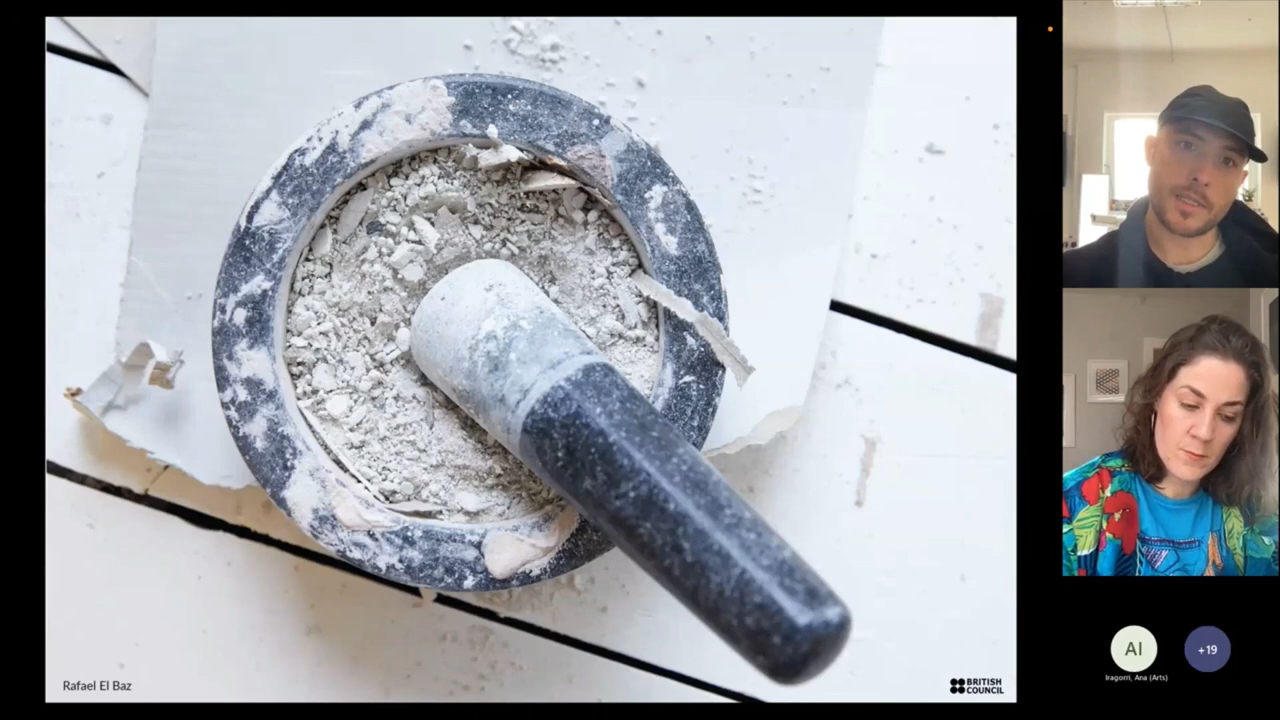 Rafael El Baz
BRITISH
COUNCIL
AI
+19
Iragorri, Ana (Arts)